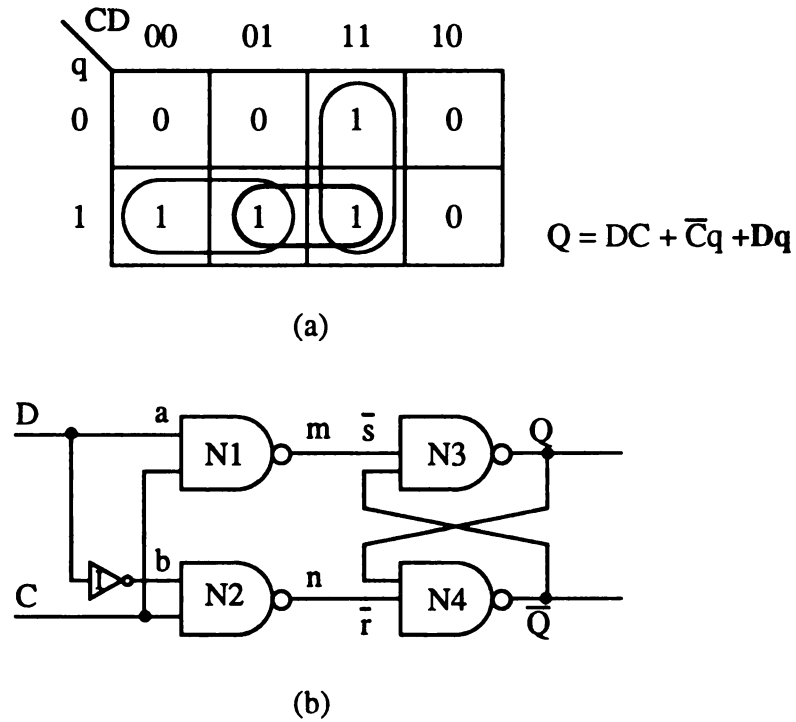 CD 00 01 11 10
q
0 0 0 1 0
1 1 1 1 0
Q = DC + C̅q +Dq
(a)
D a N1 m s̅ N3 Q
I b
C N2 n r̅ N4 Q̅
(b)